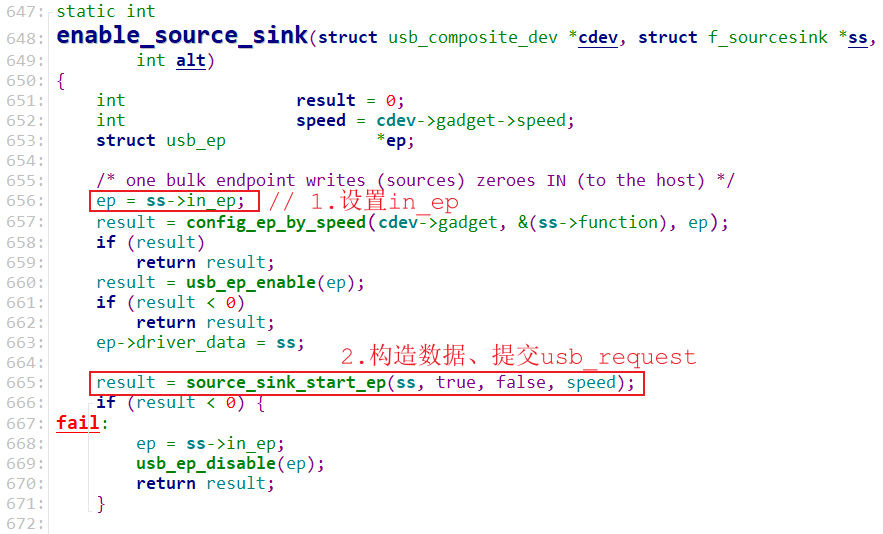 647: static int
648: enable_source_sink(struct usb_composite_dev *cdev, struct f_sourcesink *ss,
649: int alt)
650: {
651: int result = 0;
652: int speed = cdev->gadget->speed;
653: struct usb_ep *ep;
654:
655: /* one bulk endpoint writes (sources) zeroes IN (to the host) */
656: ep = ss->in_ep; // 1.设置in_ep
657: result = config_ep_by_speed(cdev->gadget, &(ss->function), ep);
658: if (result)
659: return result;
660: result = usb_ep_enable(ep);
661: if (result < 0)
662: return result;
663: ep->driver_data = ss;
2.构造数据、提交usb_request
664:
665: result = source_sink_start_ep(ss, true, false, speed);
666: if (result < 0) {
667: fail:
668: ep = ss->in_ep;
669: usb_ep_disable(ep);
670: return result;
671: }
672: